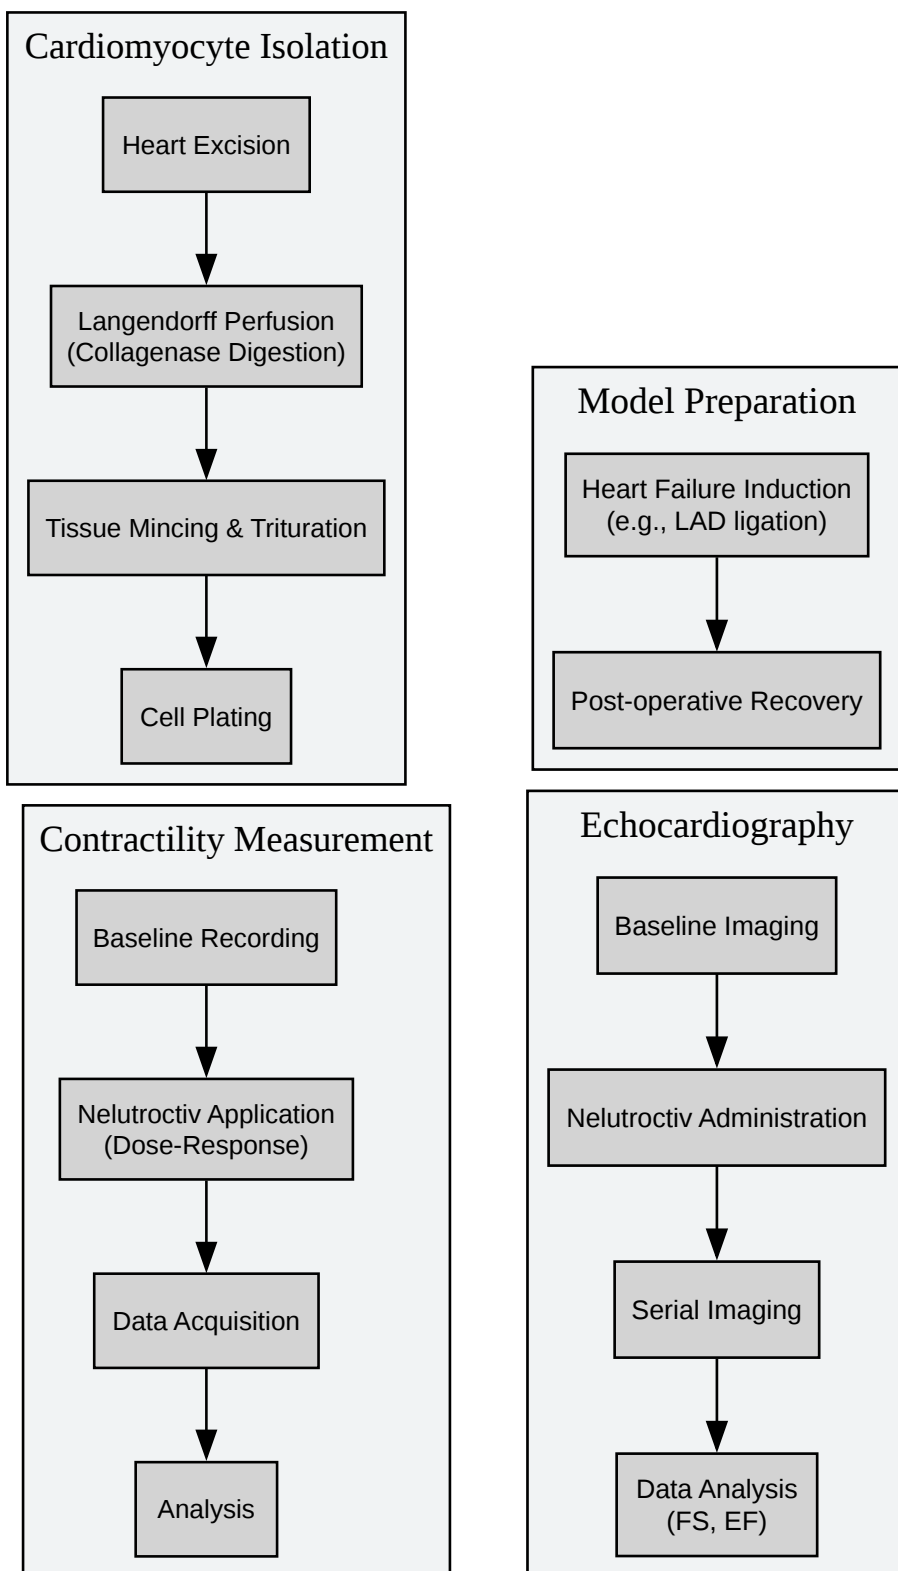 Cardiomyocyte Isolation
Heart Excision
Langendorff Perfusion
(Collagenase Digestion)
Tissue Mincing & Trituration
Cell Plating
Model Preparation
Heart Failure Induction
(e.g., LAD ligation)
Post-operative Recovery
Contractility Measurement
Baseline Recording
Nelutroctiv Application
(Dose-Response)
Data Acquisition
Analysis
Echocardiography
Baseline Imaging
Nelutroctiv Administration
Serial Imaging
Data Analysis
(FS, EF)